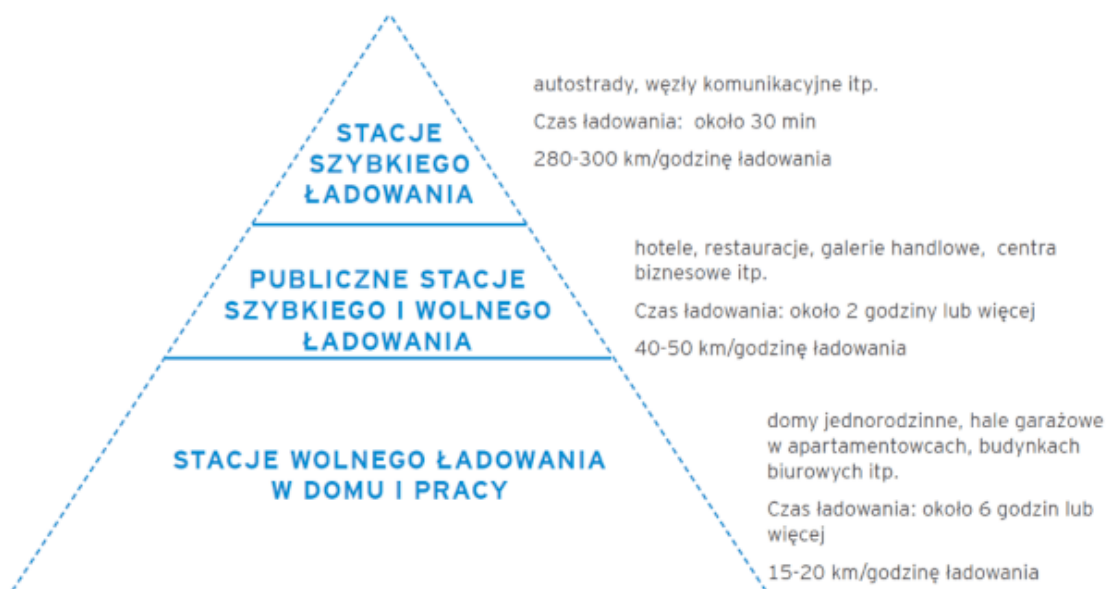 autostrady, węzły komunikacyjne itp.
Czas ładowania: około 30 min
280-300 km/godzinę ładowania
STACJE
SZYBKIEGO
ŁADOWANIA
hotele, restauracje, galerie handlowe, centra
biznesowe itp.
Czas ładowania: około 2 godziny lub więcej
40-50 km/godzinę ładowania
PUBLICZNE STACJE
SZYBKIEGO I WOLNEGO
ŁADOWANIA
domy jednorodzinne, hale garażowe
w apartamentowcach, budynkach
biurowych itp.
Czas ładowania: około 6 godzin lub
więcej
15-20 km/godzinę ładowania
STACJE WOLNEGO ŁADOWANIA
W DOMU I PRACY